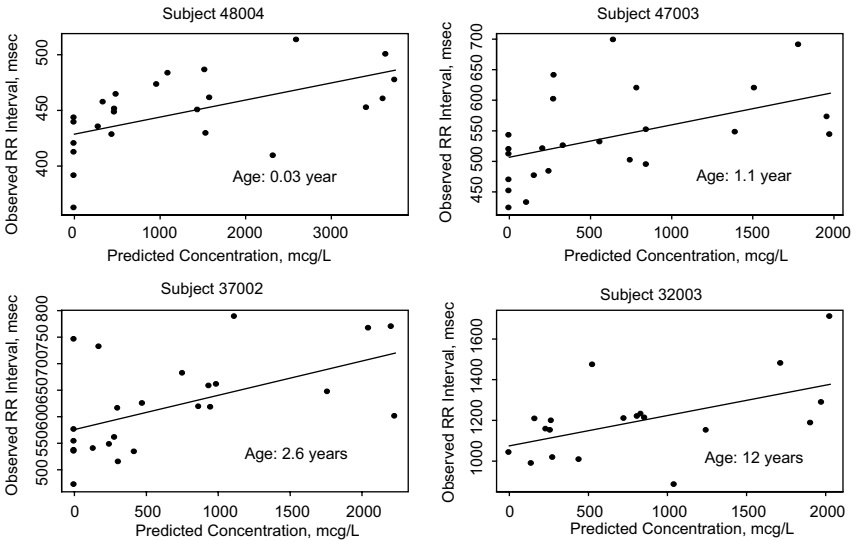 Subject 48004
Observed RR Interval, msec
500
450
400
Age: 0.03 year
0 1000 2000 3000
Predicted Concentration, mcg/L
Subject 47003
Observed RR Interval, msec
700
650
600
550
500
450
Age: 1.1 year
0 500 1000 1500 2000
Predicted Concentration, mcg/L
Subject 37002
Observed RR Interval, msec
800
750
700
650
600
550
500
Age: 2.6 years
0 500 1000 1500 2000
Predicted Concentration, mcg/L
Subject 32003
Observed RR Interval, msec
1600
1400
1200
1000
Age: 12 years
0 500 1000 1500 2000
Predicted Concentration, mcg/L